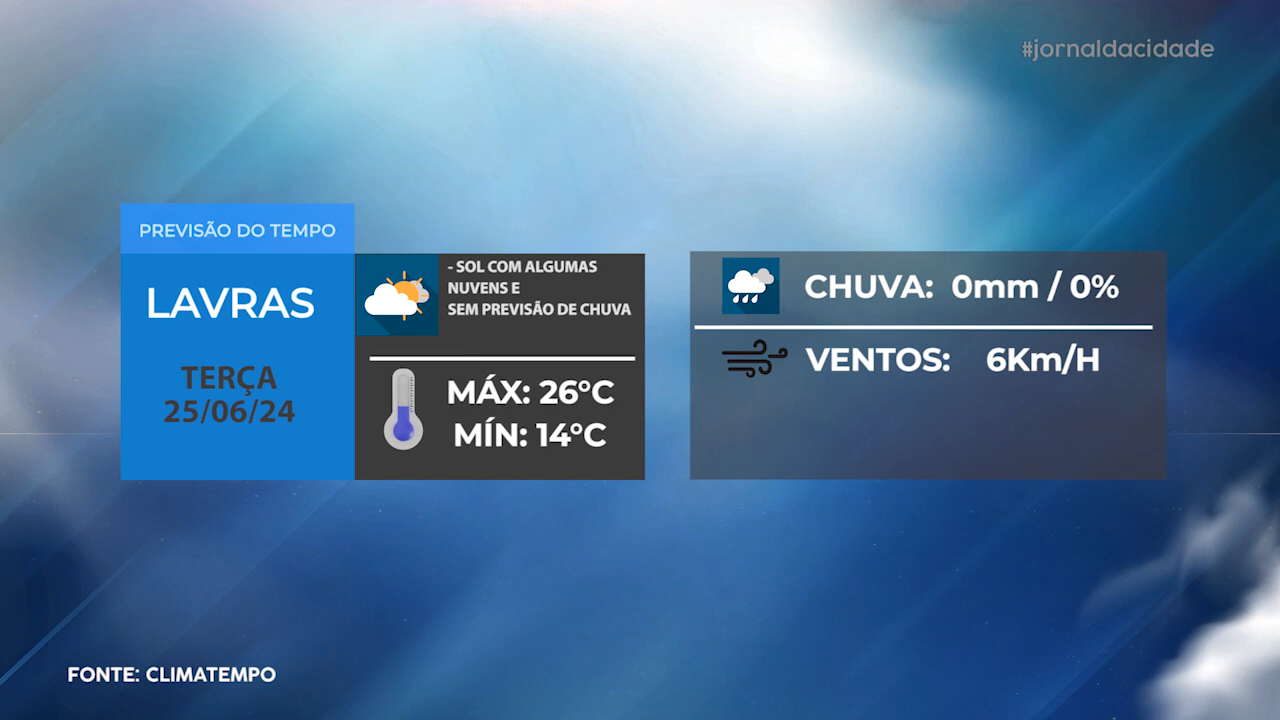 #jornaldacidade
PREVISÃO DO TEMPO
LAVRAS
TERÇA
25/06/24
- SOL COM ALGUMAS
NUVENS E
SEM PREVISÃO DE CHUVA
MÁX: 26°C
MÍN: 14°C
CHUVA: 0mm / 0%
VENTOS: 6Km/H
FONTE: CLIMATEMPO